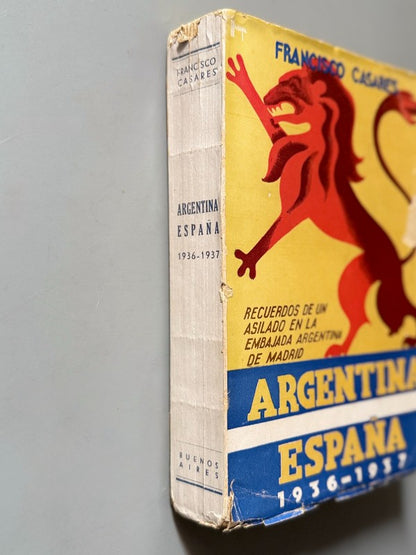 FRANCISCO
CASARES
ARGENTINA
ESPAÑA
1936-1937
BUENOS
AIRES
FRANCISCO CASARES
RECUERDOS DE UN
ASILADO EN LA
EMBAJADA ARGENTINA
DE MADRID
ARGENTINA
ESPAÑA
1936-1937